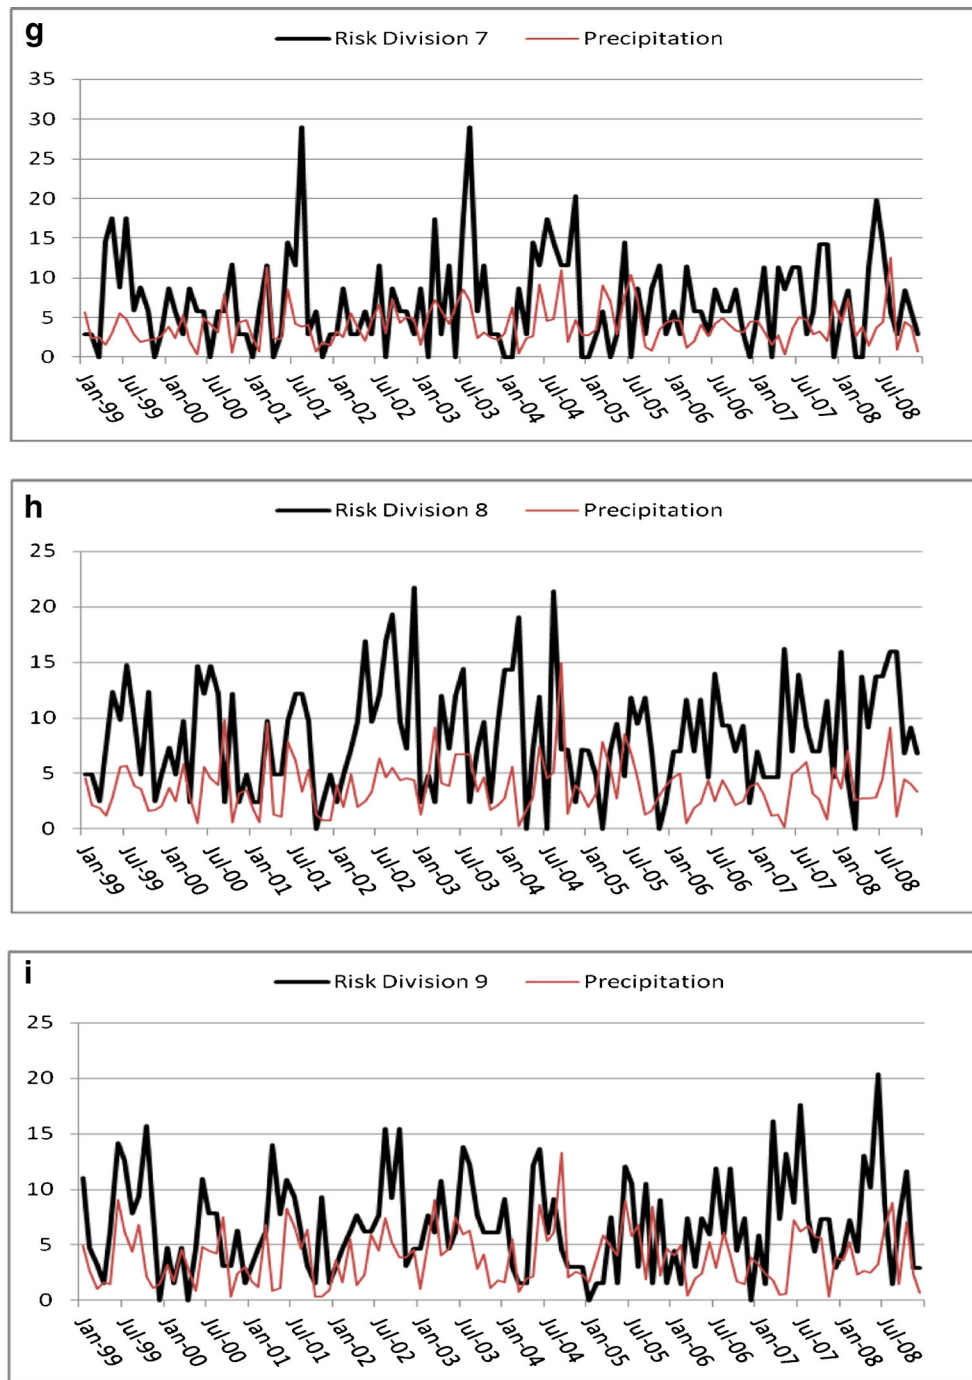 g
Risk Division 7 Precipitation
35
30
25
20
15
10
5
0
Jan-99 Jul-99 Jan-00 Jul-00 Jan-01 Jul-01 Jan-02 Jul-02 Jan-03 Jul-03 Jan-04 Jul-04 Jan-05 Jul-05 Jan-06 Jul-06 Jan-07 Jul-07 Jan-08 Jul-08
h
Risk Division 8 Precipitation
25
20
15
10
5
0
Jan-99 Jul-99 Jan-00 Jul-00 Jan-01 Jul-01 Jan-02 Jul-02 Jan-03 Jul-03 Jan-04 Jul-04 Jan-05 Jul-05 Jan-06 Jul-06 Jan-07 Jul-07 Jan-08 Jul-08
i
Risk Division 9 Precipitation
25
20
15
10
5
0
Jan-99 Jul-99 Jan-00 Jul-00 Jan-01 Jul-01 Jan-02 Jul-02 Jan-03 Jul-03 Jan-04 Jul-04 Jan-05 Jul-05 Jan-06 Jul-06 Jan-07 Jul-07 Jan-08 Jul-08